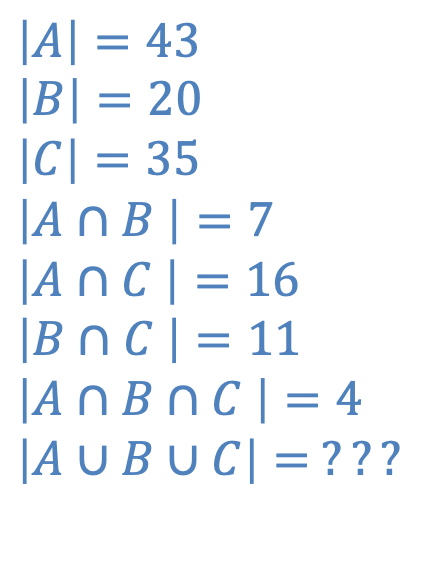 |A| = 43
|B| = 20
|C| = 35
|A ∩ B | = 7
|A ∩ C | = 16
|B ∩ C | = 11
|A ∩ B ∩ C | = 4
|A ∪ B ∪ C| = ???